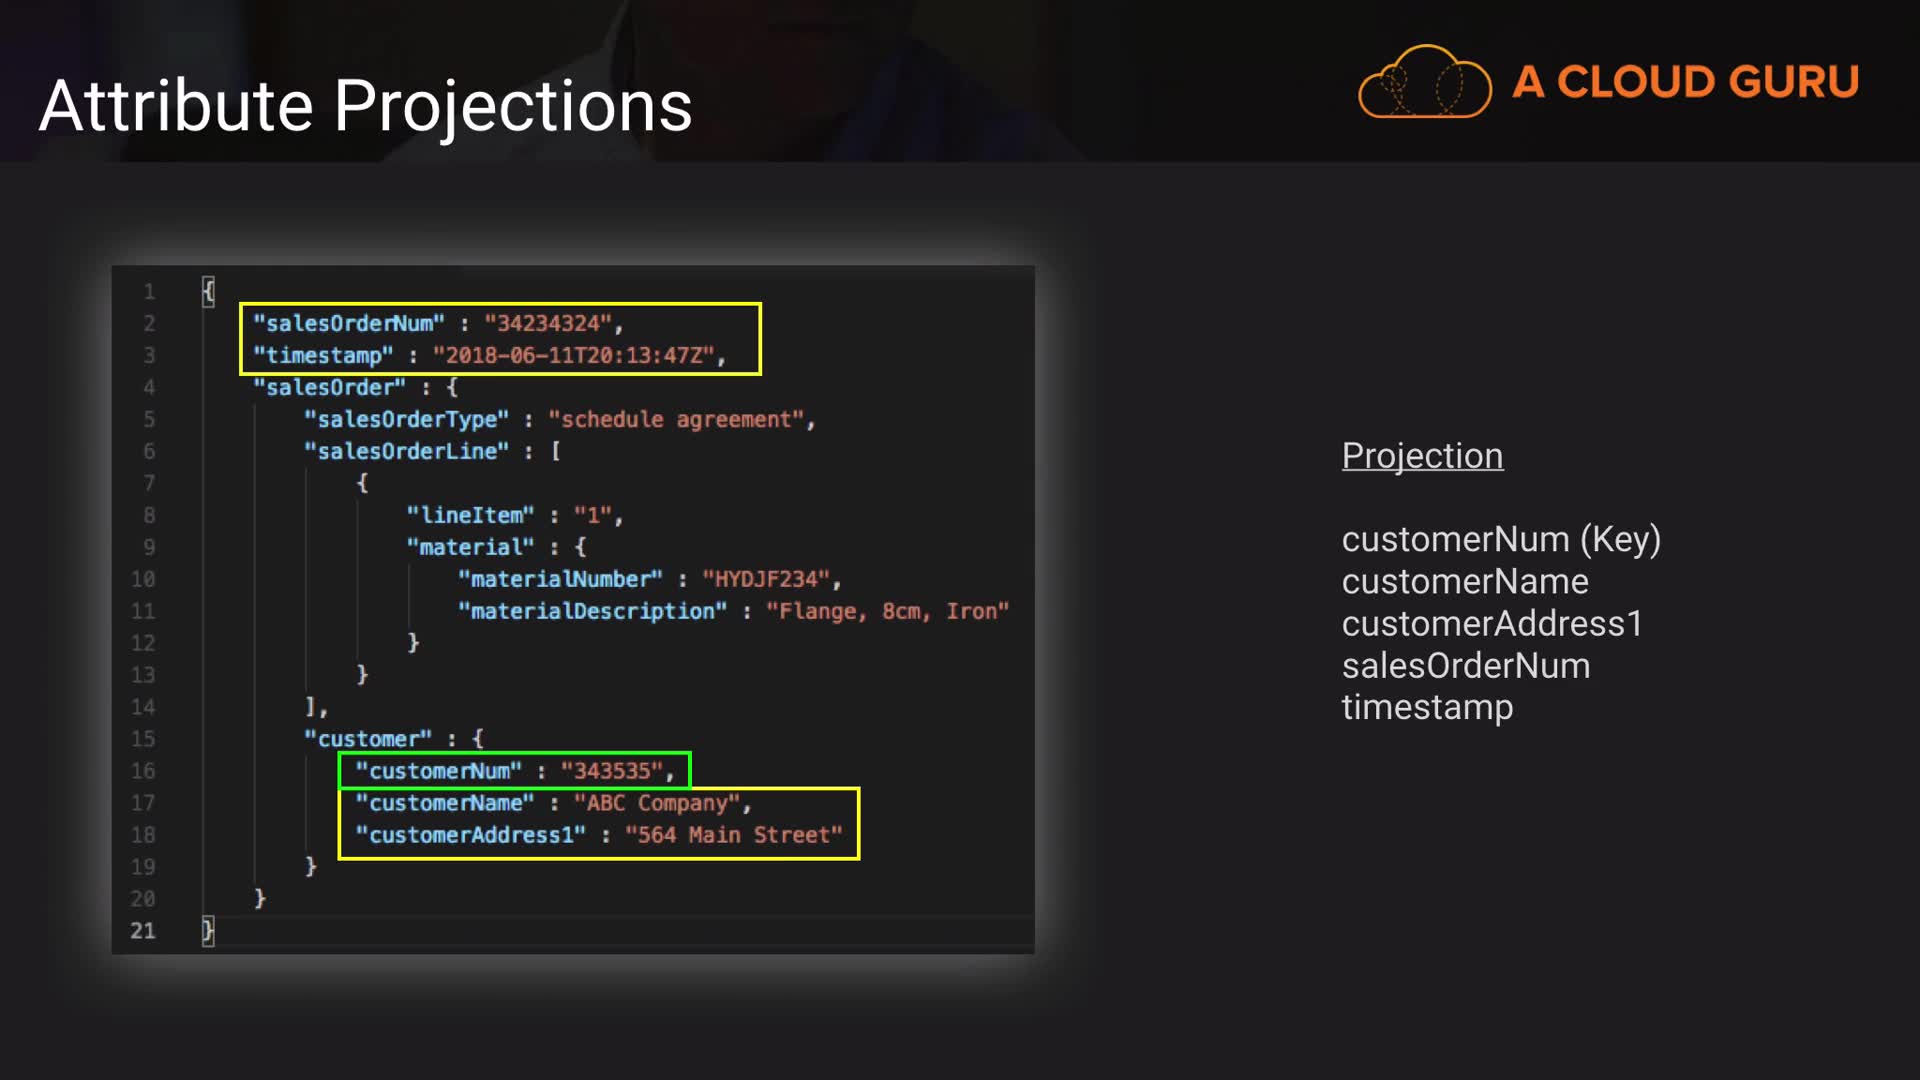 Attribute Projections
A CLOUD GURU
1 {
2 "salesOrderNum" : "34234324",
3 "timestamp" : "2018-06-11T20:13:47Z",
4 "salesOrder" : {
5 "salesOrderType" : "schedule agreement",
6 "salesOrderLine" : [
7 {
8 "lineItem" : "1",
9 "material" : {
10 "materialNumber" : "HYDJF234",
11 "materialDescription" : "Flange, 8cm, Iron"
12 }
13 }
14 ],
15 "customer" : {
16 "customerNum" : "343535",
17 "customerName" : "ABC Company",
18 "customerAddress1" : "564 Main Street"
19 }
20 }
21 }
Projection
customerNum (Key)
customerName
customerAddress1
salesOrderNum
timestamp